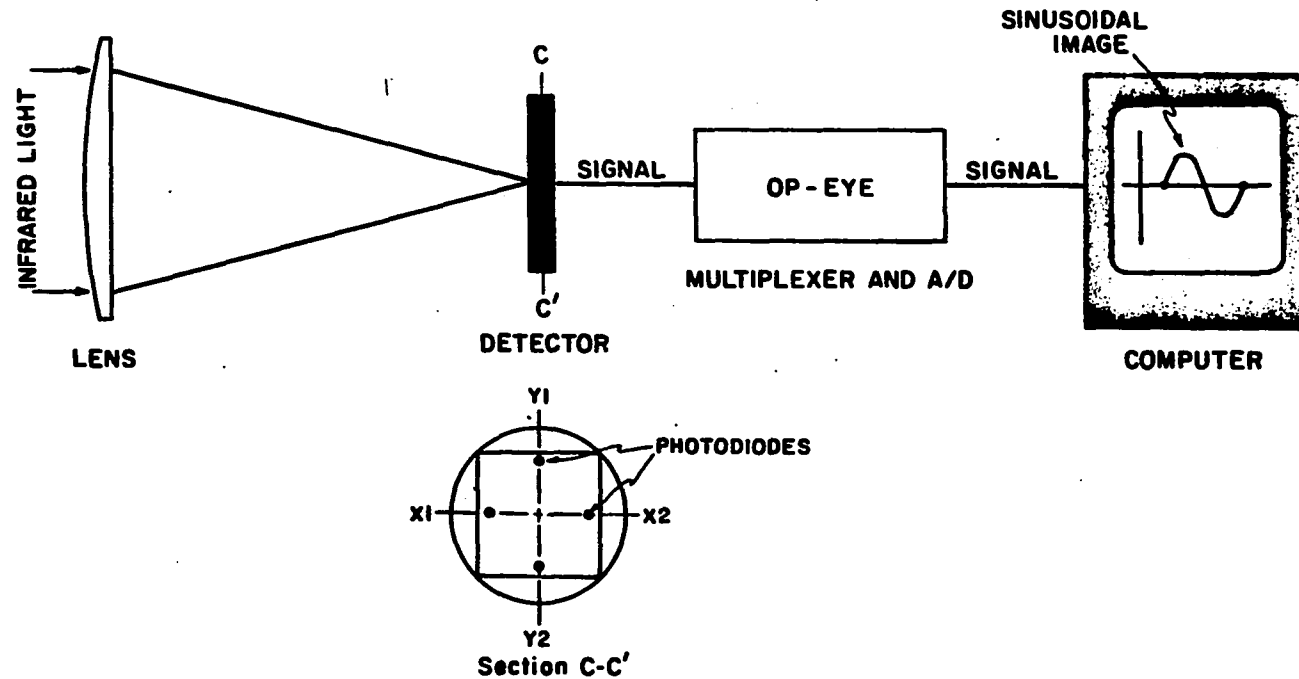 SINUSOIDAL
IMAGE
INFRARED LIGHT
C
SIGNAL
OP-EYE
SIGNAL
C'
MULTIPLEXER AND A/D
LENS
DETECTOR
COMPUTER
Y1
PHOTODIODES
X1
X2
Y2
Section C-C'